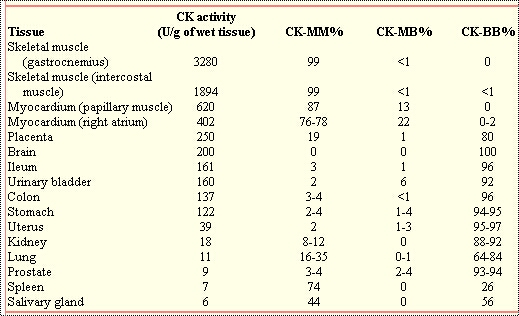 CK activity
Tissue (U/g of wet tissue) CK-MM% CK-MB% CK-BB%
Skeletal muscle
(gastrocnemius) 3280 99 <1 0
Skeletal muscle (intercostal
muscle) 1894 99 <1 <1
Myocardium (papillary muscle) 620 87 13 0
Myocardium (right atrium) 402 76-78 22 0-2
Placenta 250 19 1 80
Brain 200 0 0 100
Ileum 161 3 1 96
Urinary bladder 160 2 6 92
Colon 137 3-4 <1 96
Stomach 122 2-4 1-4 94-95
Uterus 39 2 1-3 95-97
Kidney 18 8-12 0 88-92
Lung 11 16-35 0-1 64-84
Prostate 9 3-4 2-4 93-94
Spleen 7 74 0 26
Salivary gland 6 44 0 56